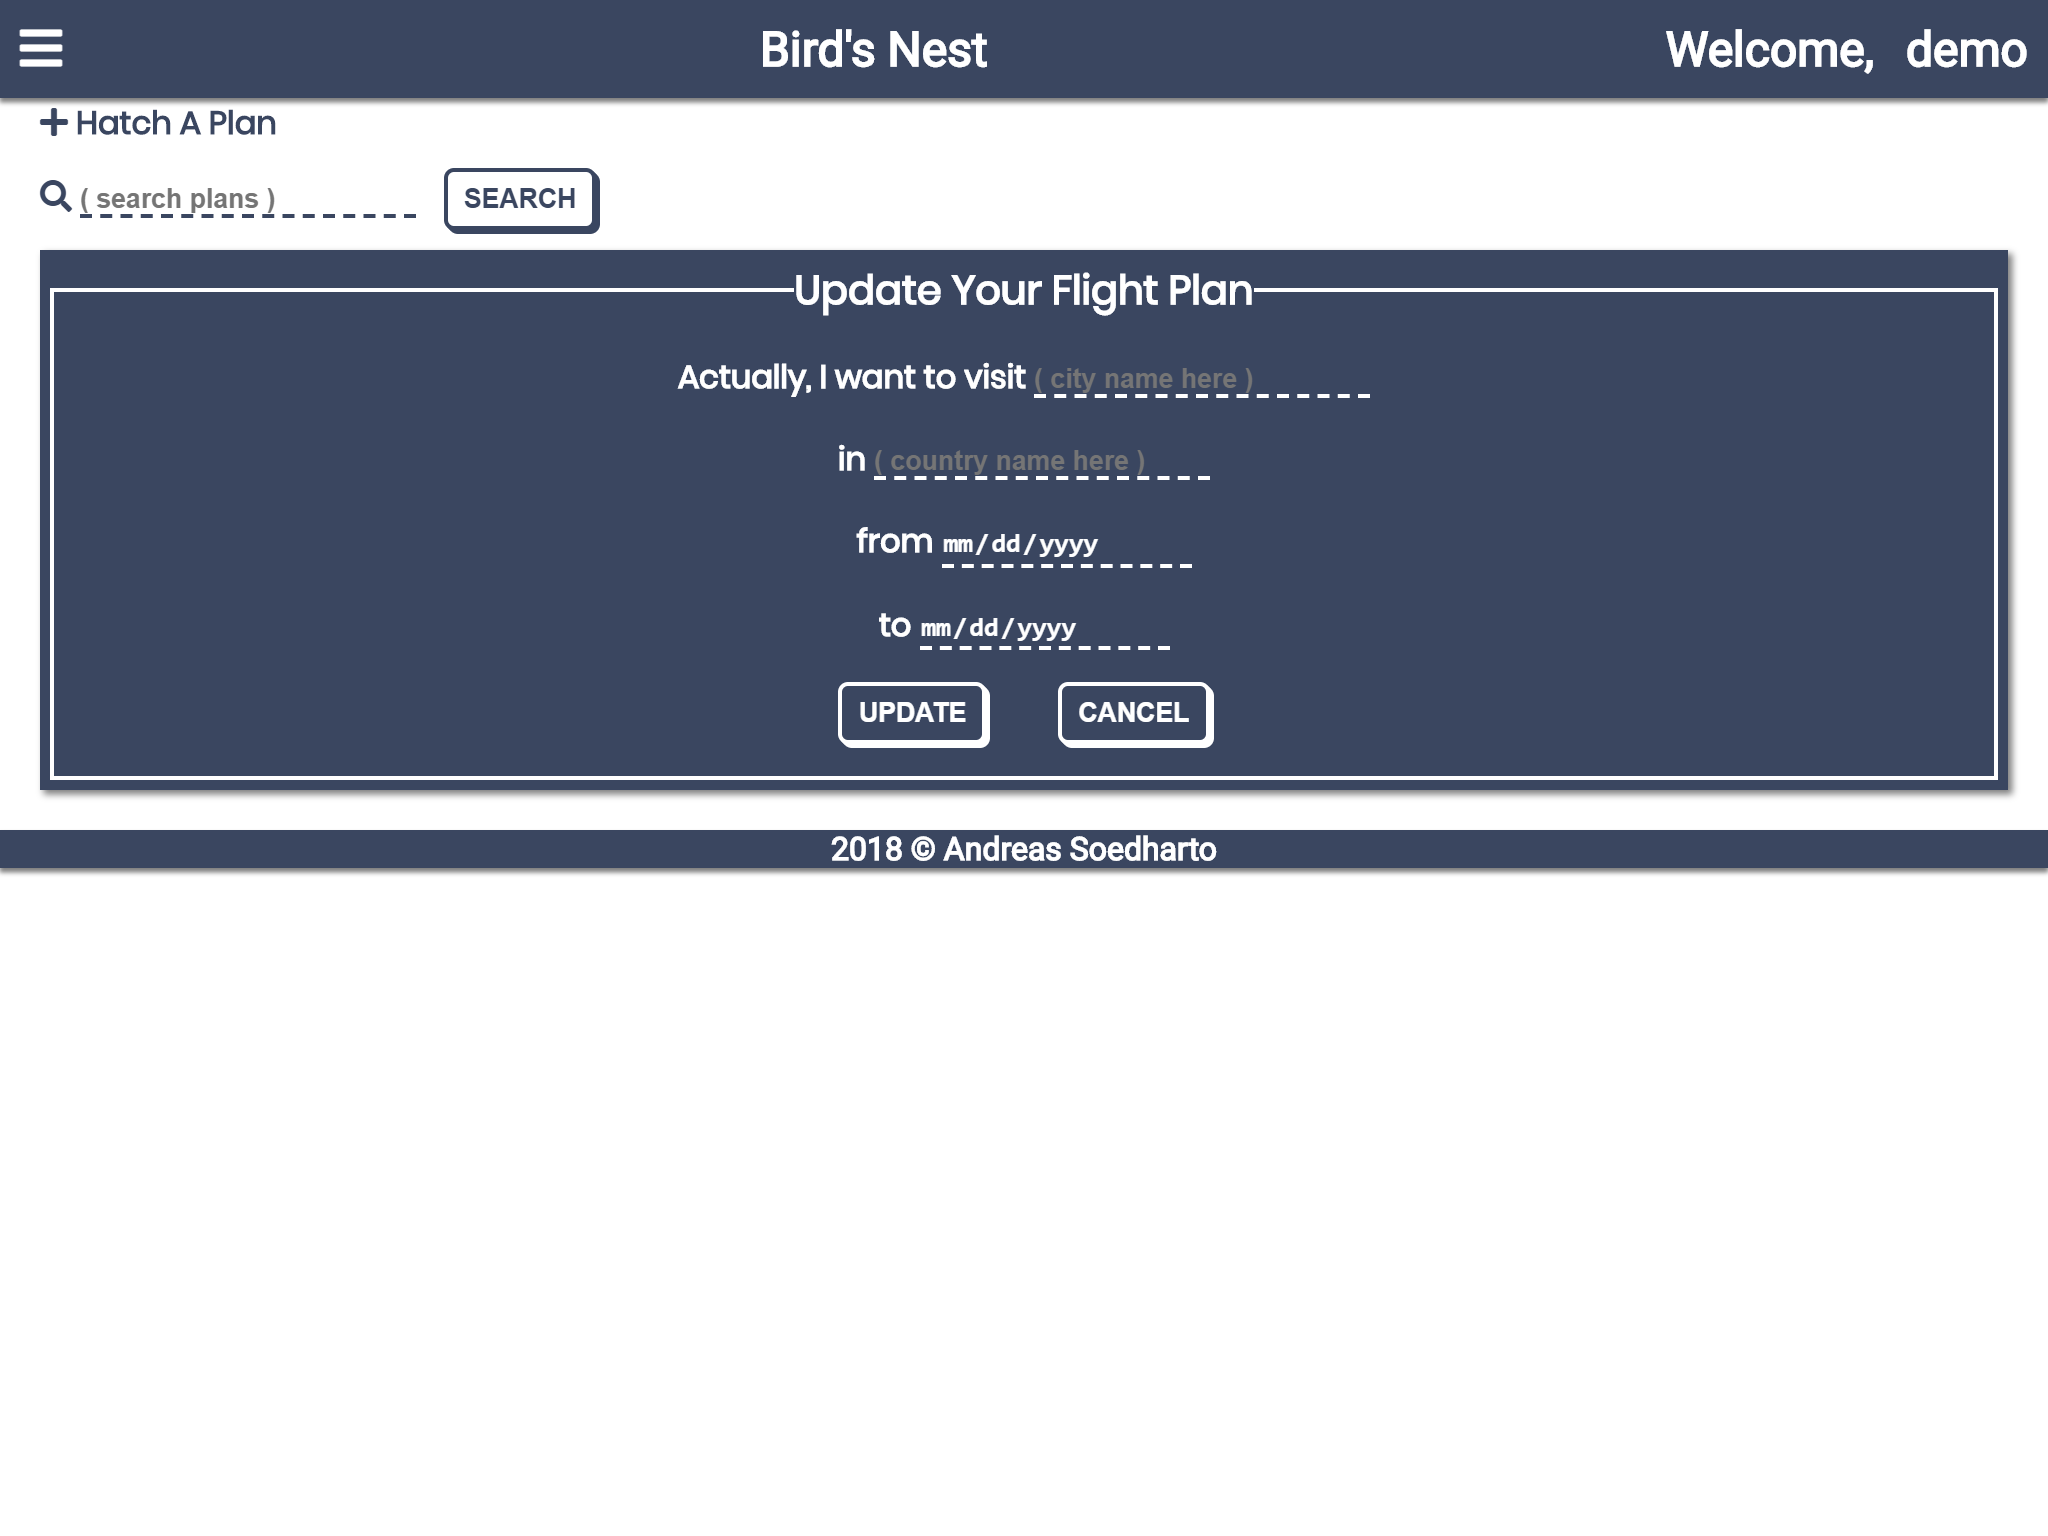 Bird's Nest
Welcome, demo
Hatch A Plan
( search plans ) SEARCH
Update Your Flight Plan
Actually, I want to visit ( city name here )
in ( country name here )
from mm/dd/yyyy
to mm/dd/yyyy
UPDATE CANCEL
2018 © Andreas Soedharto